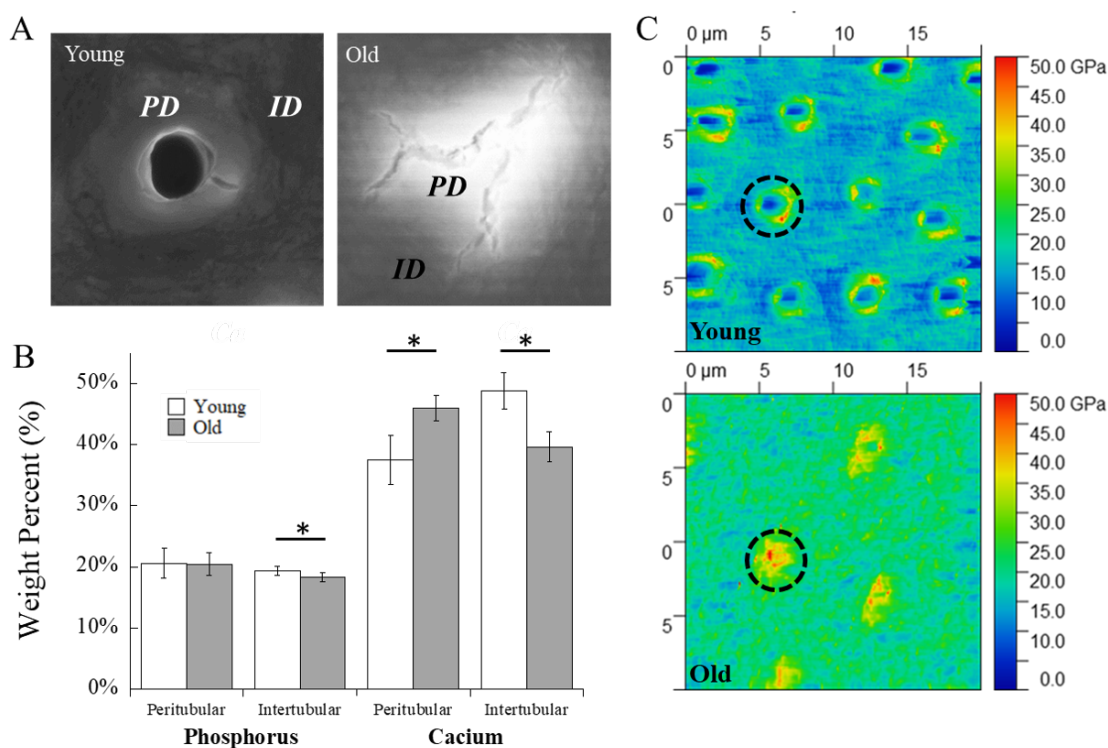 A
Young
PD
ID
Old
PD
ID
B
Weight Percent (%)
50%
40%
30%
20%
10%
0%
Young
Old
*
*
*
Peritubular
Intertubular
Peritubular
Intertubular
Phosphorus
Cacium
C
0 µm
5
10
15
0
5
0
5
Young
50.0 GPa
45.0
40.0
35.0
30.0
25.0
20.0
15.0
10.0
0.0
0 µm
5
10
15
0
5
0
5
Old
50.0 GPa
45.0
40.0
35.0
30.0
25.0
20.0
15.0
10.0
0.0